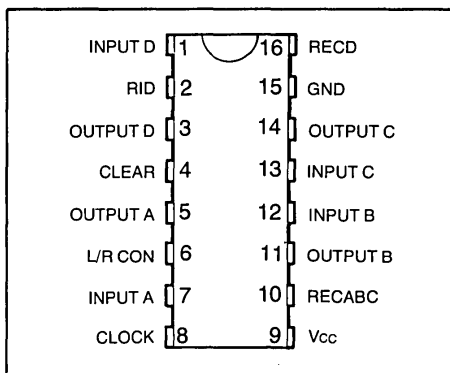 INPUT D 1 16 RECD
RID 2 15 GND
OUTPUT D 3 14 OUTPUT C
CLEAR 4 13 INPUT C
OUTPUT A 5 12 INPUT B
L/R CON 6 11 OUTPUT B
INPUT A 7 10 RECABC
CLOCK 8 9 Vcc